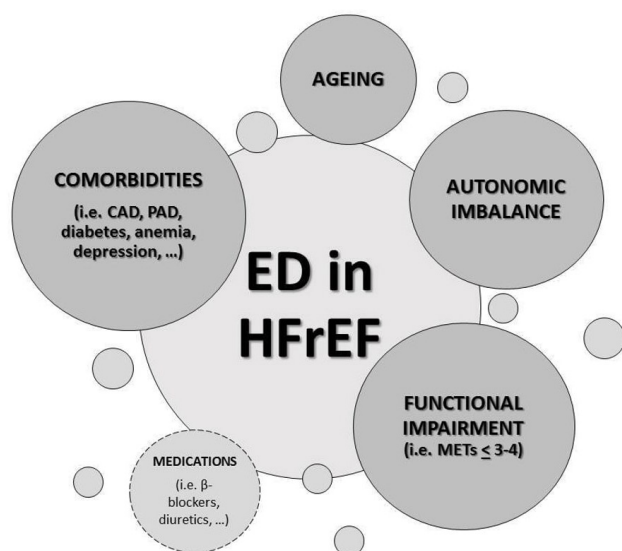 AGEING
COMORBIDITIES
(i.e. CAD, PAD,
diabetes, anemia,
depression, ...)
AUTONOMIC
IMBALANCE
ED in
HFrEF
FUNCTIONAL
IMPAIRMENT
(i.e. METs ≤ 3-4)
MEDICATIONS
(i.e. β-
blockers,
diuretics, ...)